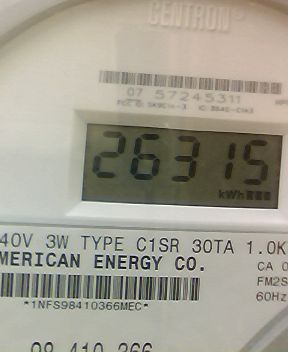 CENTRON®
07 57245311
26315
kWh
40V 3W TYPE C1SR 30TA 1.0K
MERICAN ENERGY CO.
CA 0
FM2S
60Hz
*1NFS98410366MEC*
98 410 366